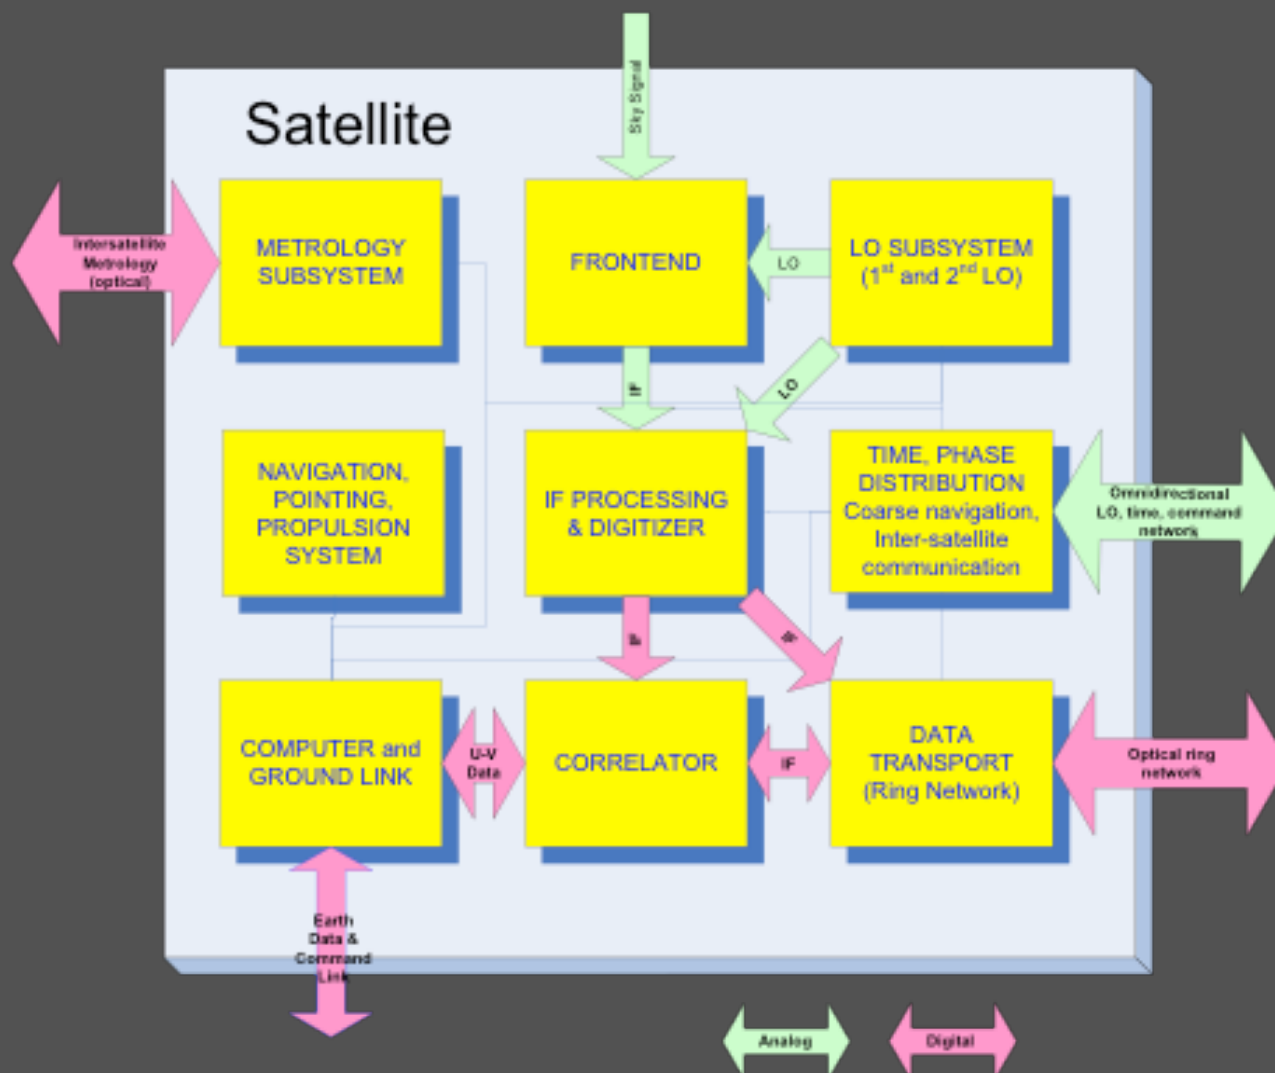 Sky Signal
Satellite
Intersatellite
Metrology
(optical)
METROLOGY
SUBSYSTEM
FRONTEND
LO
LO SUBSYSTEM
(1st and 2nd LO)
IF
LO
NAVIGATION,
POINTING,
PROPULSION
SYSTEM
IF PROCESSING
& DIGITIZER
TIME, PHASE
DISTRIBUTION
Coarse navigation,
Inter-satellite
communication
Omnidirectional
LO, time, command
network
IF
IF
COMPUTER and
GROUND LINK
U-V
Data
CORRELATOR
IF
DATA
TRANSPORT
(Ring Network)
Optical ring
network
Earth
Data &
Command
Link
Analog
Digital